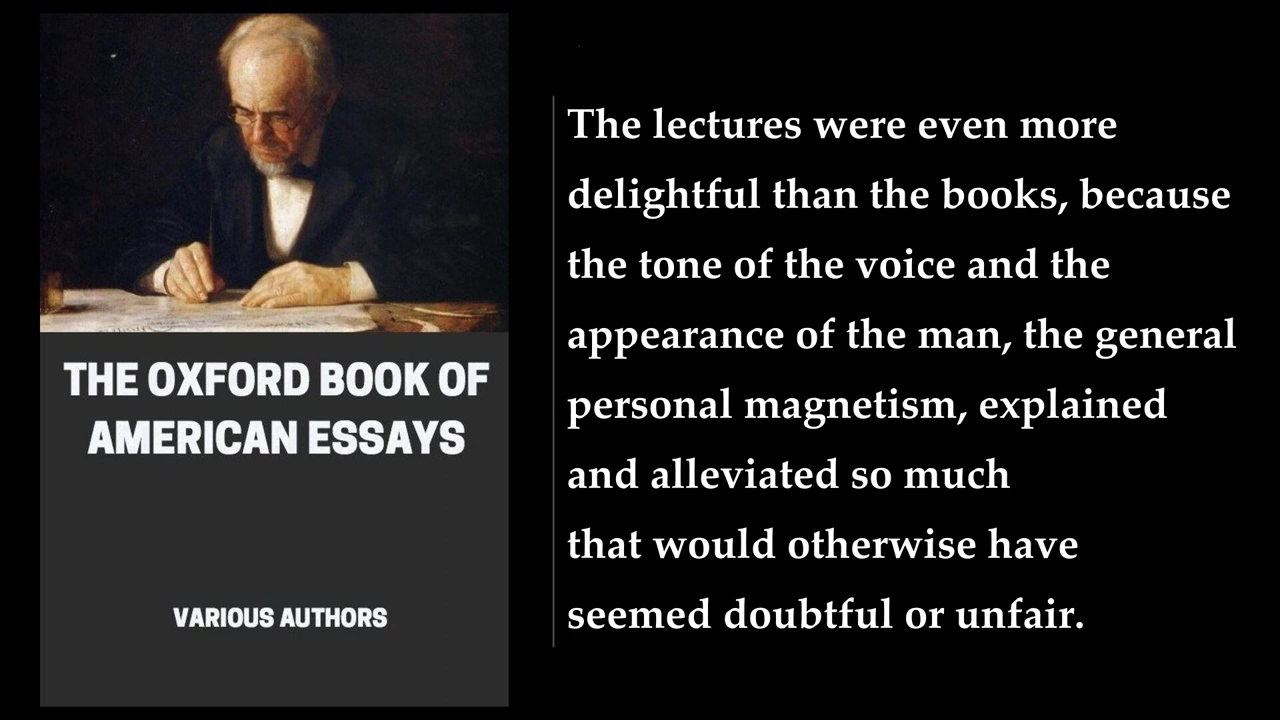 THE OXFORD BOOK OF
AMERICAN ESSAYS
VARIOUS AUTHORS
The lectures were even more
delightful than the books, because
the tone of the voice and the
appearance of the man, the general
personal magnetism, explained
and alleviated so much
that would otherwise have
seemed doubtful or unfair.